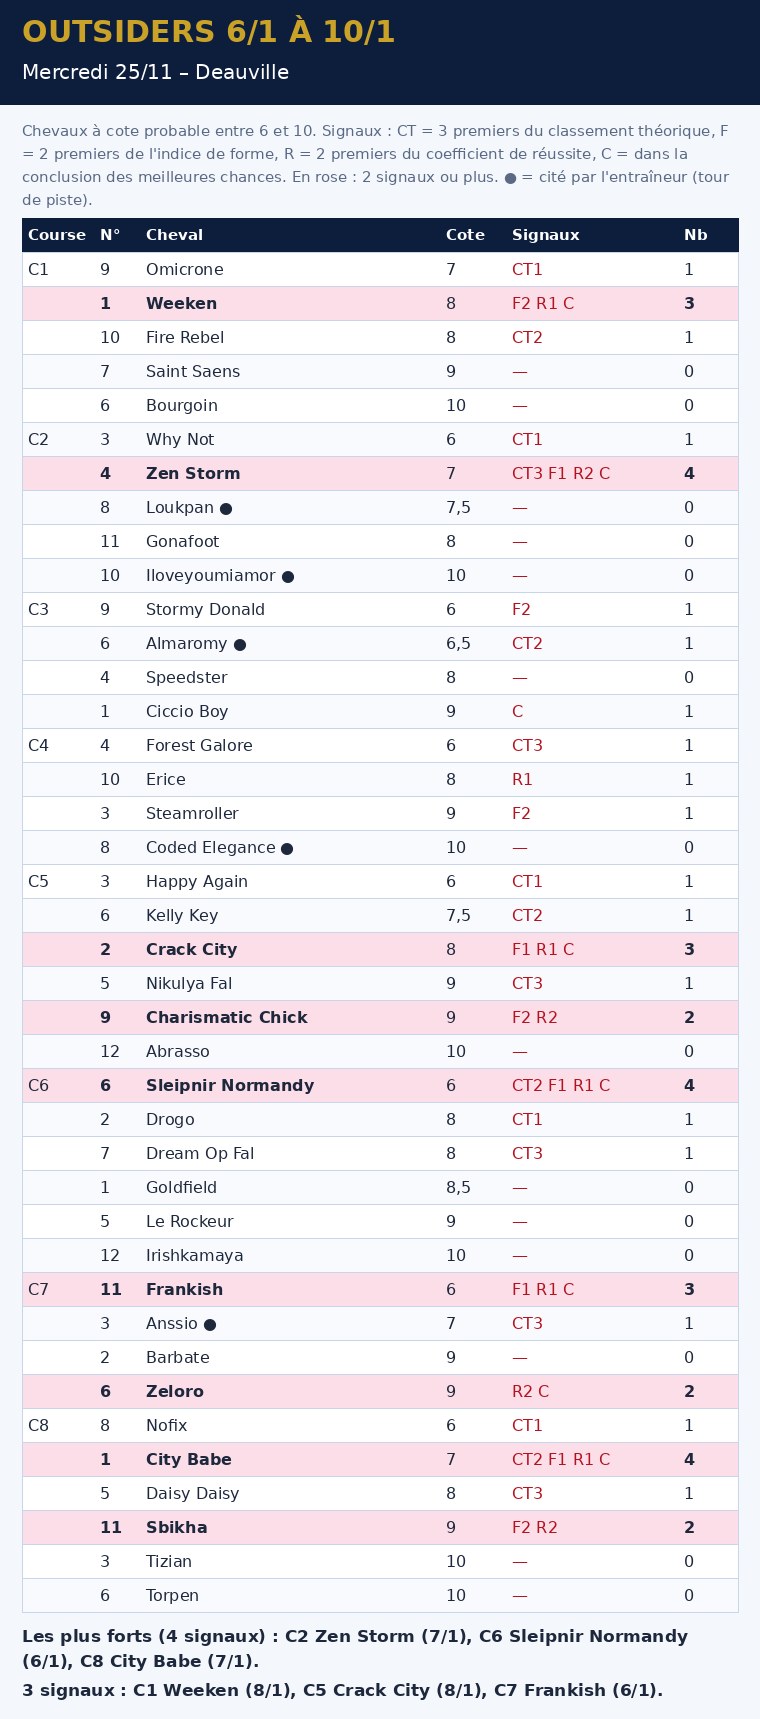 OUTSIDERS 6/1 À 10/1
Mercredi 25/11 – Deauville
Chevaux à cote probable entre 6 et 10. Signaux : CT = 3 premiers du classement théorique, F
= 2 premiers de l'indice de forme, R = 2 premiers du coefficient de réussite, C = dans la
conclusion des meilleures chances. En rose : 2 signaux ou plus. ● = cité par l'entraîneur (tour
de piste).
Course N° Cheval Cote Signaux Nb
C1 9 Omicrone 7 CT1 1
1 Weeken 8 F2 R1 C 3
10 Fire Rebel 8 CT2 1
7 Saint Saens 9 — 0
6 Bourgoin 10 — 0
C2 3 Why Not 6 CT1 1
4 Zen Storm 7 CT3 F1 R2 C 4
8 Loukpan ● 7,5 — 0
11 Gonafoot 8 — 0
10 Iloveyoumiamor ● 10 — 0
C3 9 Stormy Donald 6 F2 1
6 Almaromy ● 6,5 CT2 1
4 Speedster 8 — 0
1 Ciccio Boy 9 C 1
C4 4 Forest Galore 6 CT3 1
10 Erice 8 R1 1
3 Steamroller 9 F2 1
8 Coded Elegance ● 10 — 0
C5 3 Happy Again 6 CT1 1
6 Kelly Key 7,5 CT2 1
2 Crack City 8 F1 R1 C 3
5 Nikulya Fal 9 CT3 1
9 Charismatic Chick 9 F2 R2 2
12 Abrasso 10 — 0
C6 6 Sleipnir Normandy 6 CT2 F1 R1 C 4
2 Drogo 8 CT1 1
7 Dream Op Fal 8 CT3 1
1 Goldfield 8,5 — 0
5 Le Rockeur 9 — 0
12 Irishkamaya 10 — 0
C7 11 Frankish 6 F1 R1 C 3
3 Anssio ● 7 CT3 1
2 Barbate 9 — 0
6 Zeloro 9 R2 C 2
C8 8 Nofix 6 CT1 1
1 City Babe 7 CT2 F1 R1 C 4
5 Daisy Daisy 8 CT3 1
11 Sbikha 9 F2 R2 2
3 Tizian 10 — 0
6 Torpen 10 — 0
Les plus forts (4 signaux) : C2 Zen Storm (7/1), C6 Sleipnir Normandy
(6/1), C8 City Babe (7/1).
3 signaux : C1 Weeken (8/1), C5 Crack City (8/1), C7 Frankish (6/1).